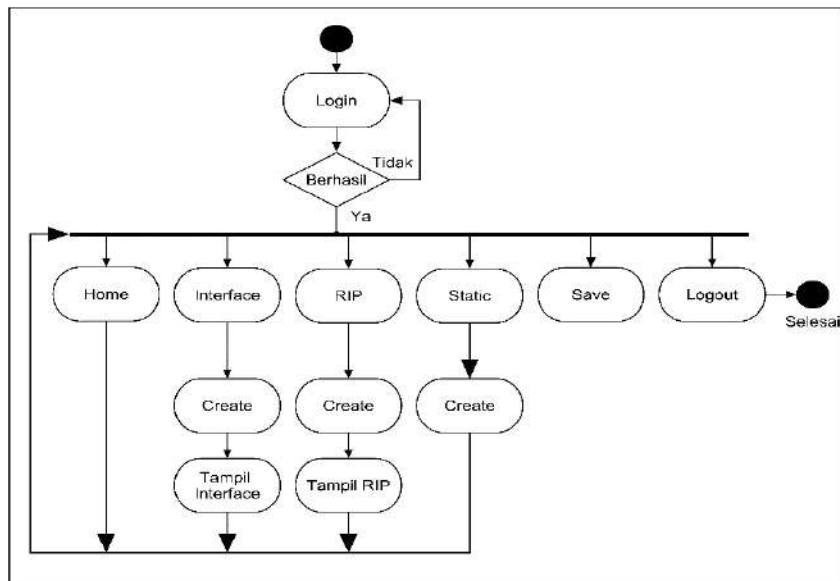 Login
Tidak
Berhasil
Ya
Home
Interface
RIP
Static
Save
Logout
Selesai
Create
Create
Create
Tampil
Interface
Tampil RIP